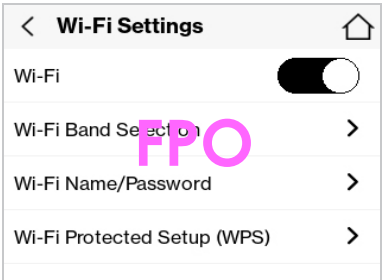 Wi-Fi Settings
Wi-Fi
Wi-Fi Band Selection
FPO
Wi-Fi Name/Password
Wi-Fi Protected Setup (WPS)